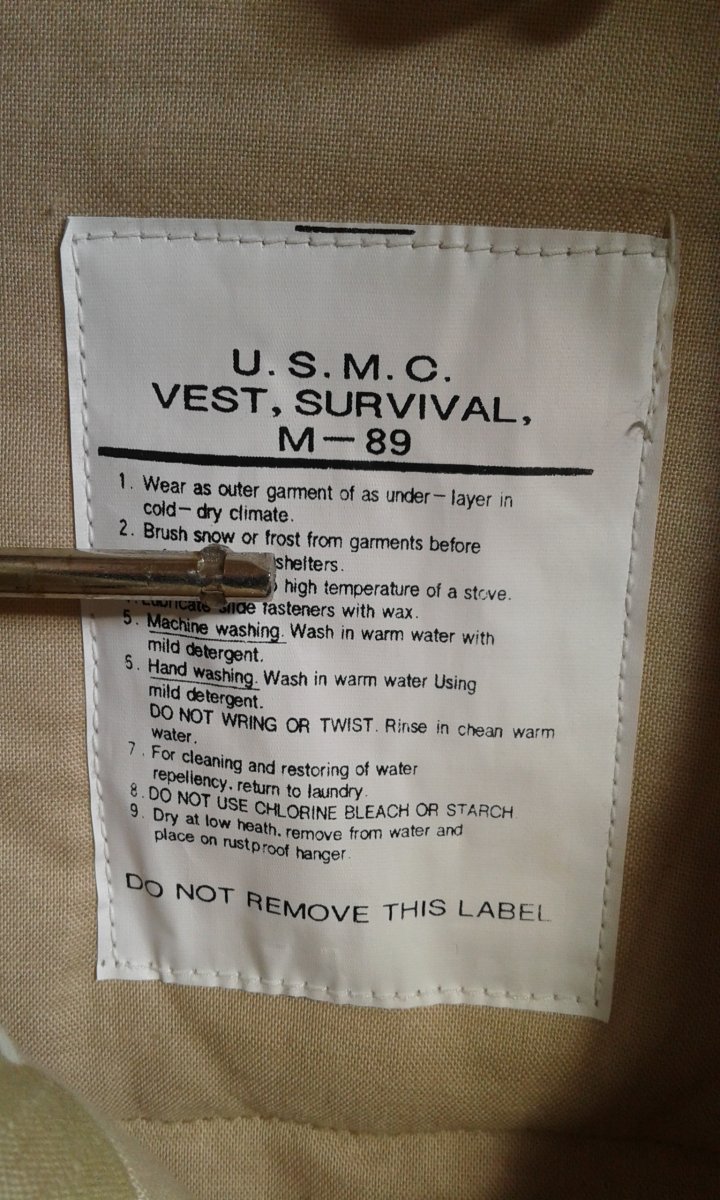 U.S.M.C.
VEST, SURVIVAL,
M-89
1. Wear as outer garment of as under-layer in
cold-dry climate.
2. Brush snow or frost from garments before
shelters.
high temperature of a stove.
4. Lubricate slide fasteners with wax.
5. Machine washing. Wash in warm water with
mild detergent.
5. Hand washing. Wash in warm water Using
mild detergent.
DO NOT WRING OR TWIST. Rinse in chean warm
water.
7. For cleaning and restoring of water
repeliency, return to laundry.
8. DO NOT USE CHLORINE BLEACH OR STARCH
9. Dry at low heath, remove from water and
place on rustproof hanger.
DO NOT REMOVE THIS LABEL